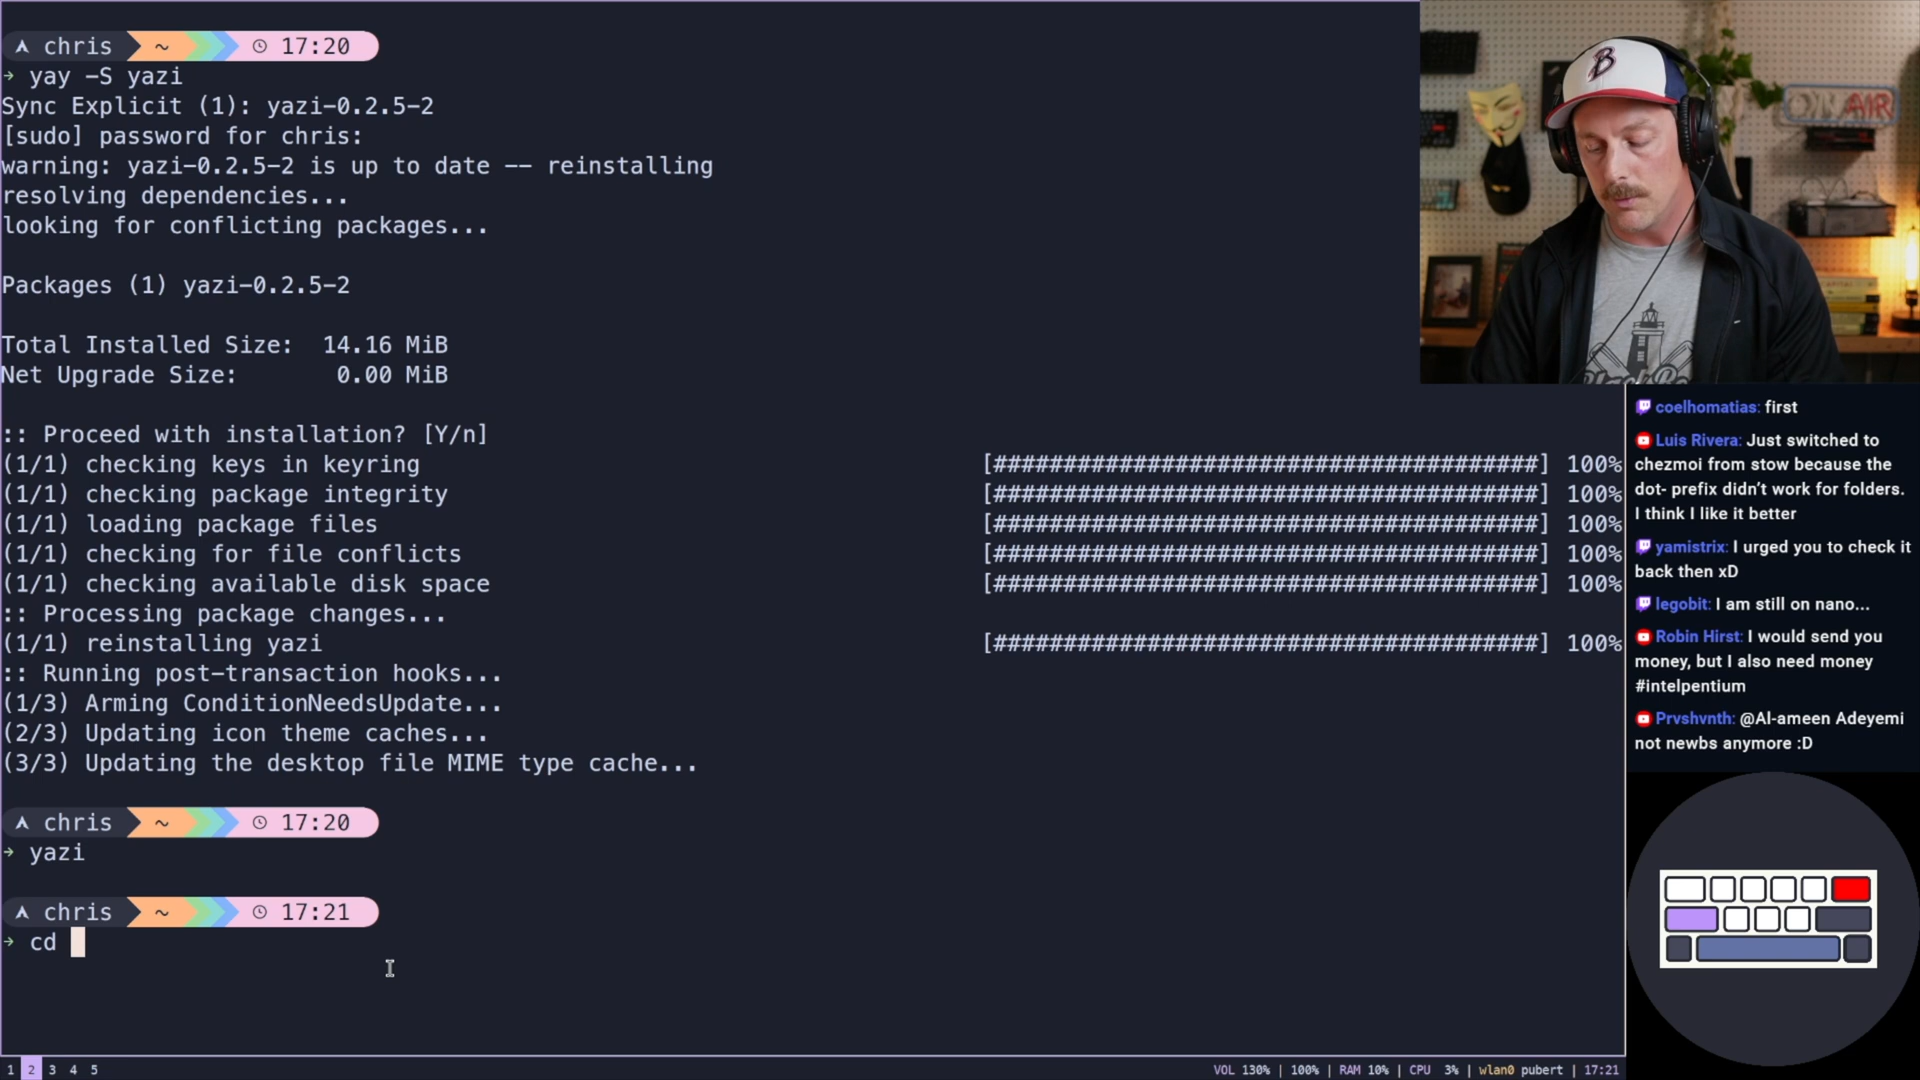 chris ~ 17:20
→ yay -S yazi
Sync Explicit (1): yazi-0.2.5-2
[sudo] password for chris:
warning: yazi-0.2.5-2 is up to date -- reinstalling
resolving dependencies...
looking for conflicting packages...
Packages (1) yazi-0.2.5-2
Total Installed Size:  14.16 MiB
Net Upgrade Size:       0.00 MiB
:: Proceed with installation? [Y/n]
(1/1) checking keys in keyring [#######################################] 100%
(1/1) checking package integrity [#######################################] 100%
(1/1) loading package files [#######################################] 100%
(1/1) checking for file conflicts [#######################################] 100%
(1/1) checking available disk space [#######################################] 100%
:: Processing package changes...
(1/1) reinstalling yazi [#######################################] 100%
:: Running post-transaction hooks...
(1/3) Arming ConditionNeedsUpdate...
(2/3) Updating icon theme caches...
(3/3) Updating the desktop file MIME type cache...
chris ~ 17:20
→ yazi
chris ~ 17:21
→ cd
1 2 3 4 5
VOL 130% | 100% | RAM 10% | CPU 3% | wlan0 pubert | 17:21
B
ON AIR
coelhomatias: first
Luis Rivera: Just switched to
chezmoi from stow because the
dot- prefix didn’t work for folders.
I think I like it better
yamistrix: I urged you to check it
back then xD
legobit: I am still on nano...
Robin Hirst: I would send you
money, but I also need money
#intelpentium
Prvshvnth: @Al-ameen Adeyemi
not newbs anymore :D